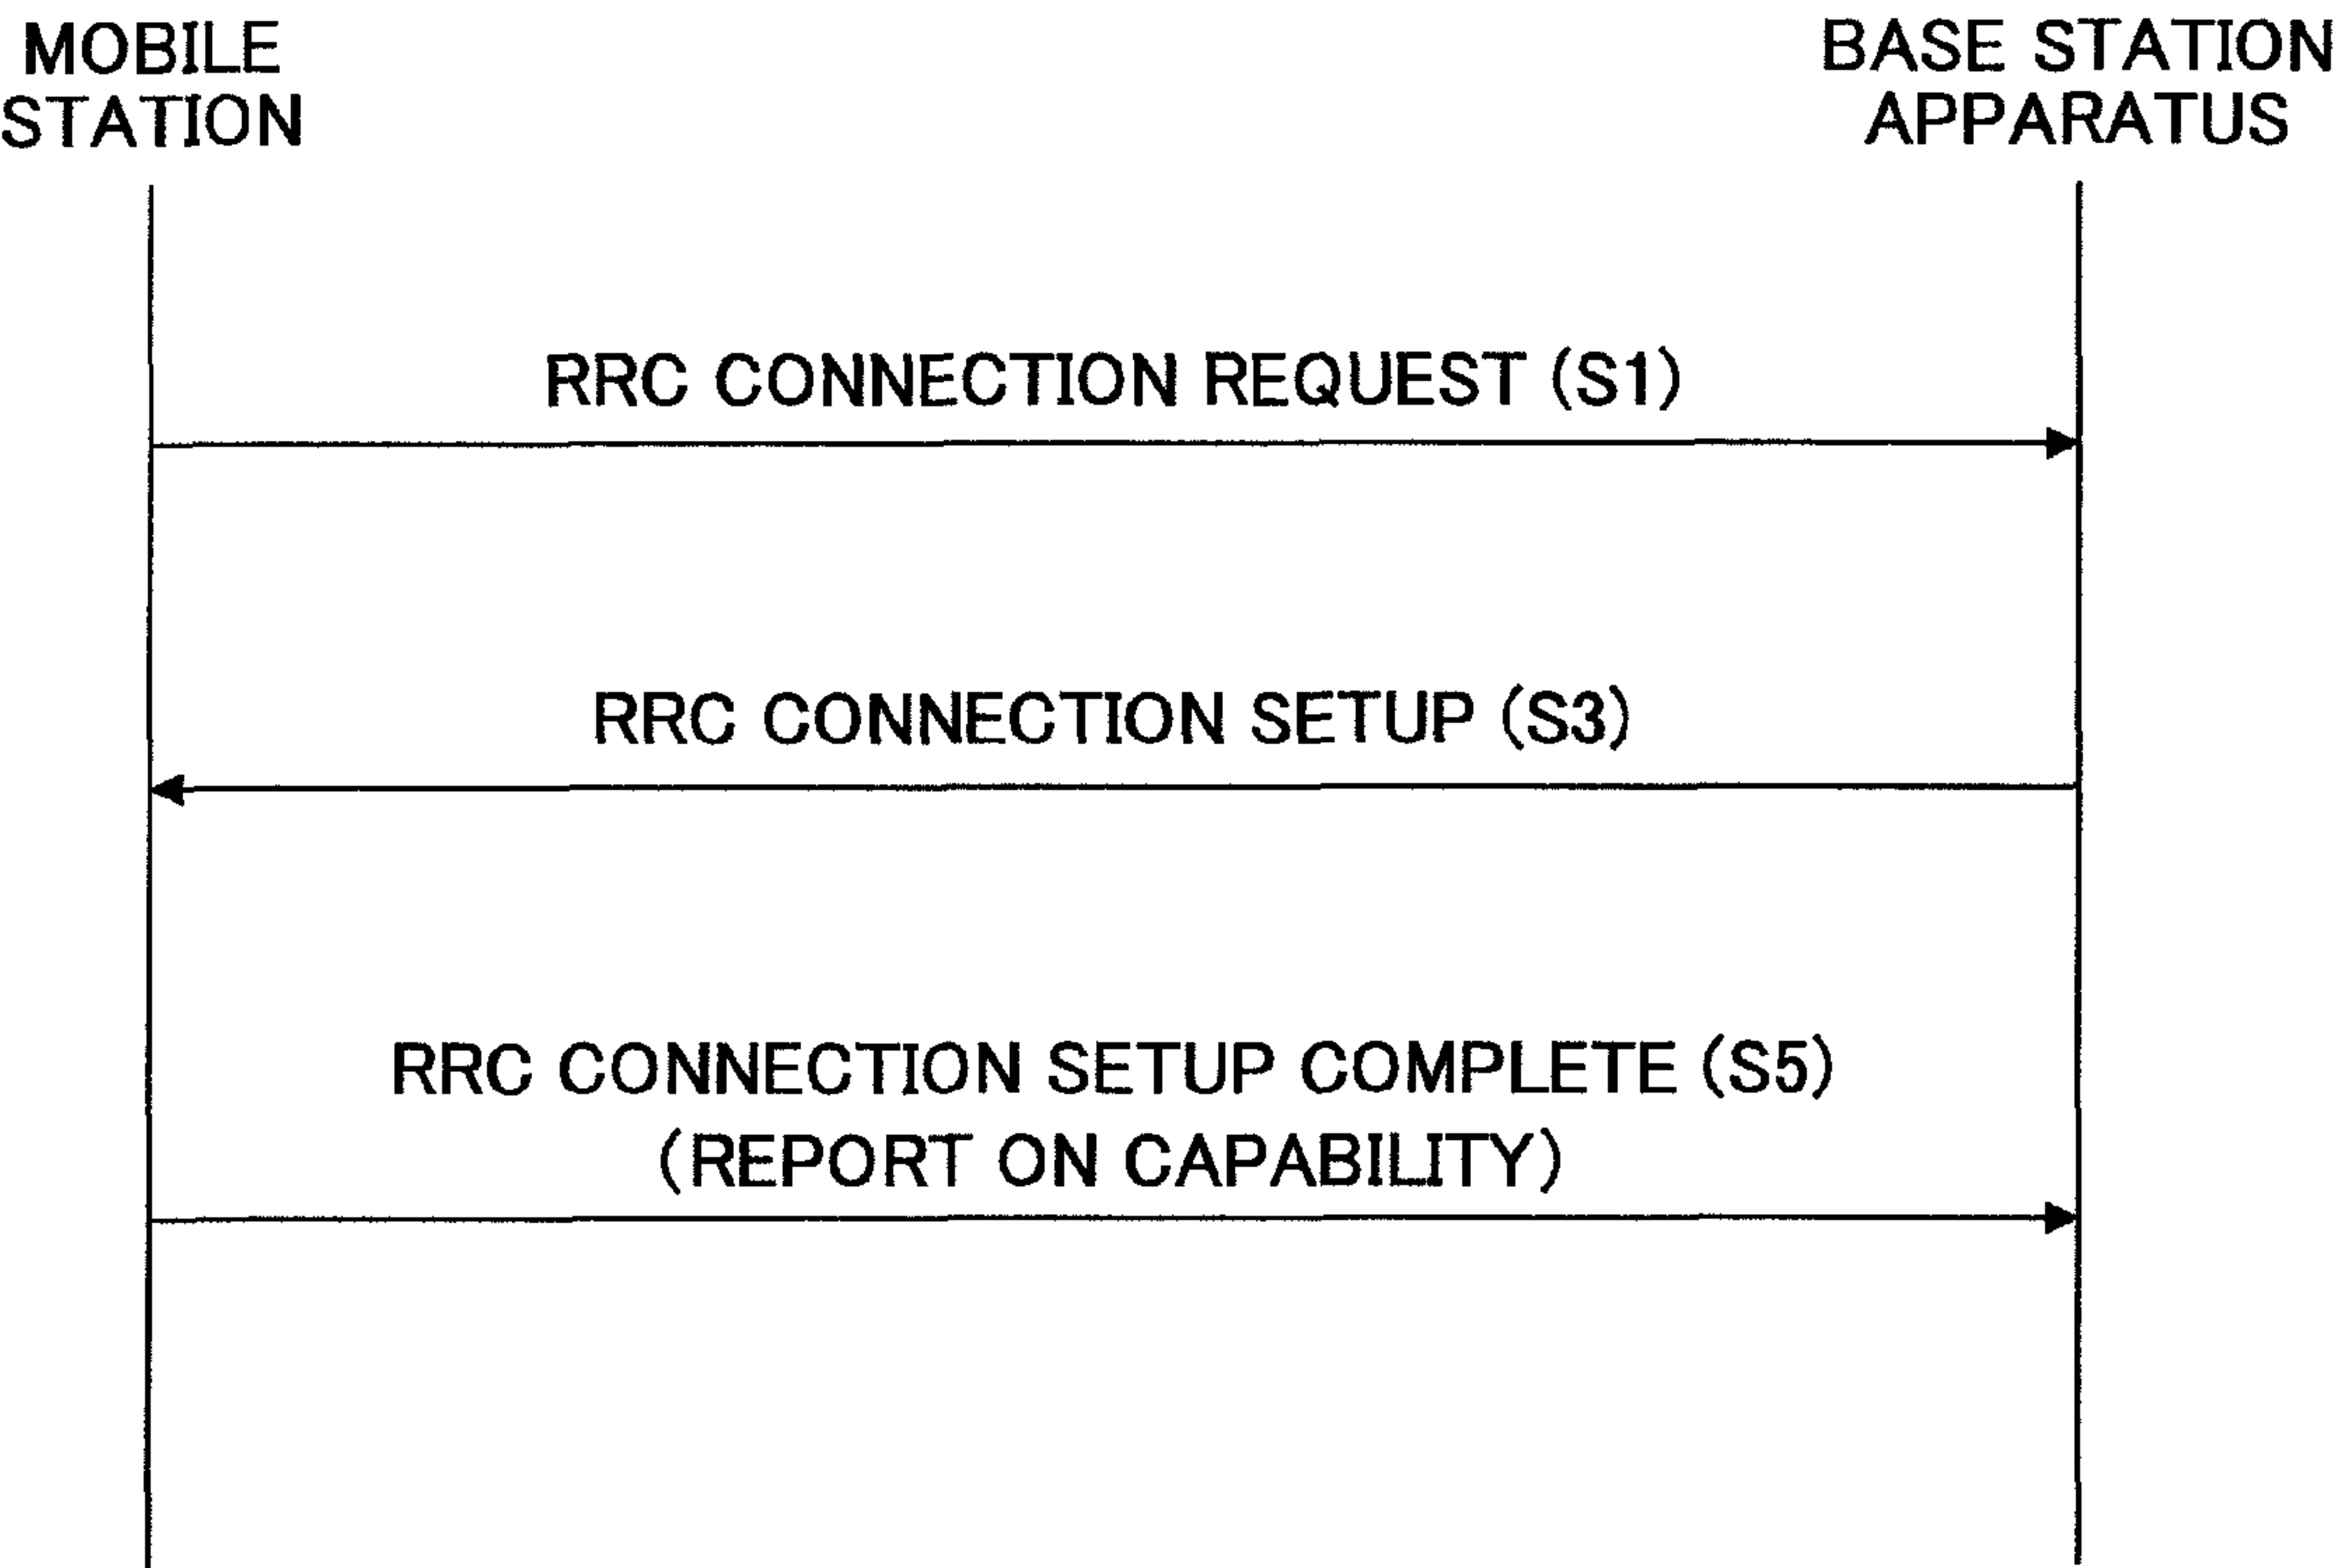 MOBILE
STATION
BASE STATION
APPARATUS
RRC CONNECTION REQUEST (S1)
RRC CONNECTION SETUP (S3)
RRC CONNECTION SETUP COMPLETE (S5)
(REPORT ON CAPABILITY)